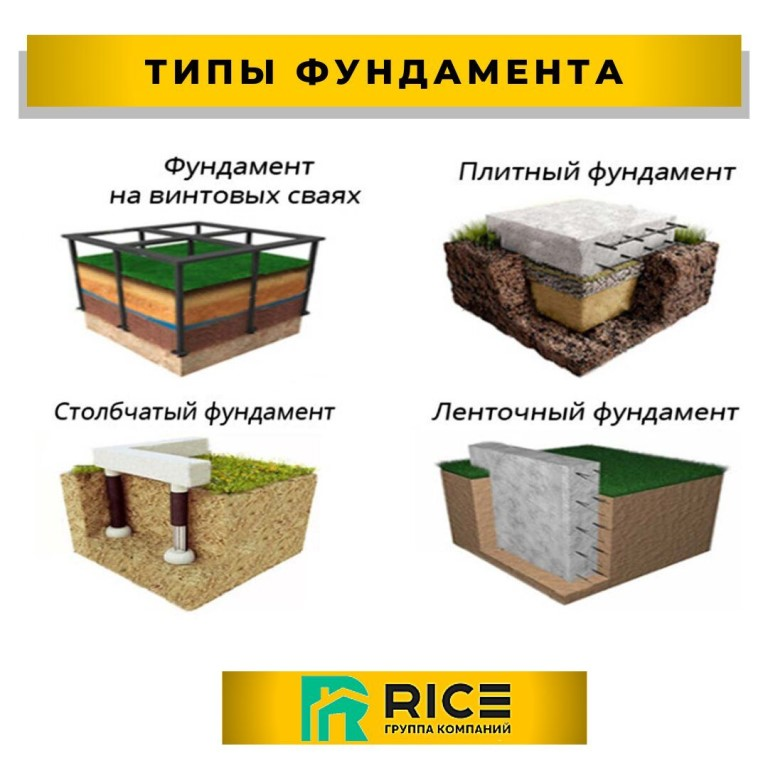 ТИПЫ ФУНДАМЕНТА
Фундамент
на винтовых сваях
Плитный фундамент
Столбчатый фундамент
Ленточный фундамент
RICE
ГРУППА КОМПАНИЙ